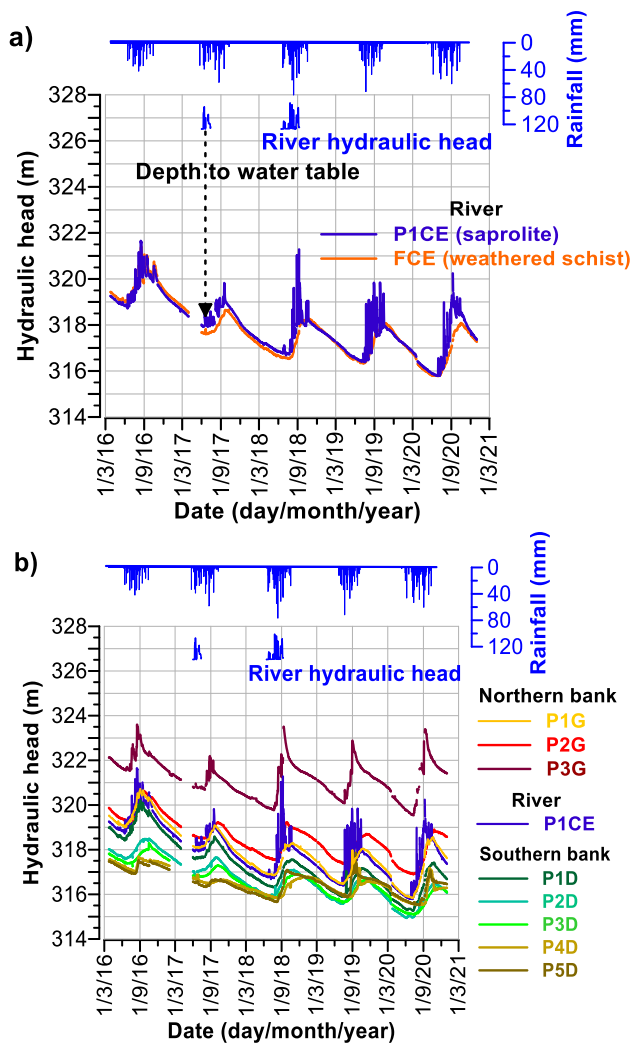 a)
0
40
80
120
Rainfall (mm)
328
326
324
322
320
318
316
314
Hydraulic head (m)
River hydraulic head
Depth to water table
River
P1CE (saprolite)
FCE (weathered schist)
1/3/16
1/9/16
1/3/17
1/9/17
1/3/18
1/9/18
1/3/19
1/9/19
1/3/20
1/9/20
1/3/21
Date (day/month/year)
b)
0
40
80
120
Rainfall (mm)
328
326
324
322
320
318
316
314
Hydraulic head (m)
River hydraulic head
Northern bank
P1G
P2G
P3G
River
P1CE
Southern bank
P1D
P2D
P3D
P4D
P5D
1/3/16
1/9/16
1/3/17
1/9/17
1/3/18
1/9/18
1/3/19
1/9/19
1/3/20
1/9/20
1/3/21
Date (day/month/year)